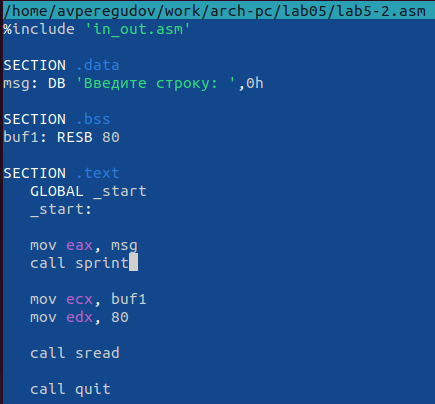 /home/avperegudov/work/arch-pc/lab05/lab5-2.asm
%include 'in_out.asm'
SECTION .data
msg: DB 'Введите строку: ',0h
SECTION .bss
buf1: RESB 80
SECTION .text
GLOBAL _start
_start:
mov eax, msg
call sprint
mov ecx, buf1
mov edx, 80
call sread
call quit